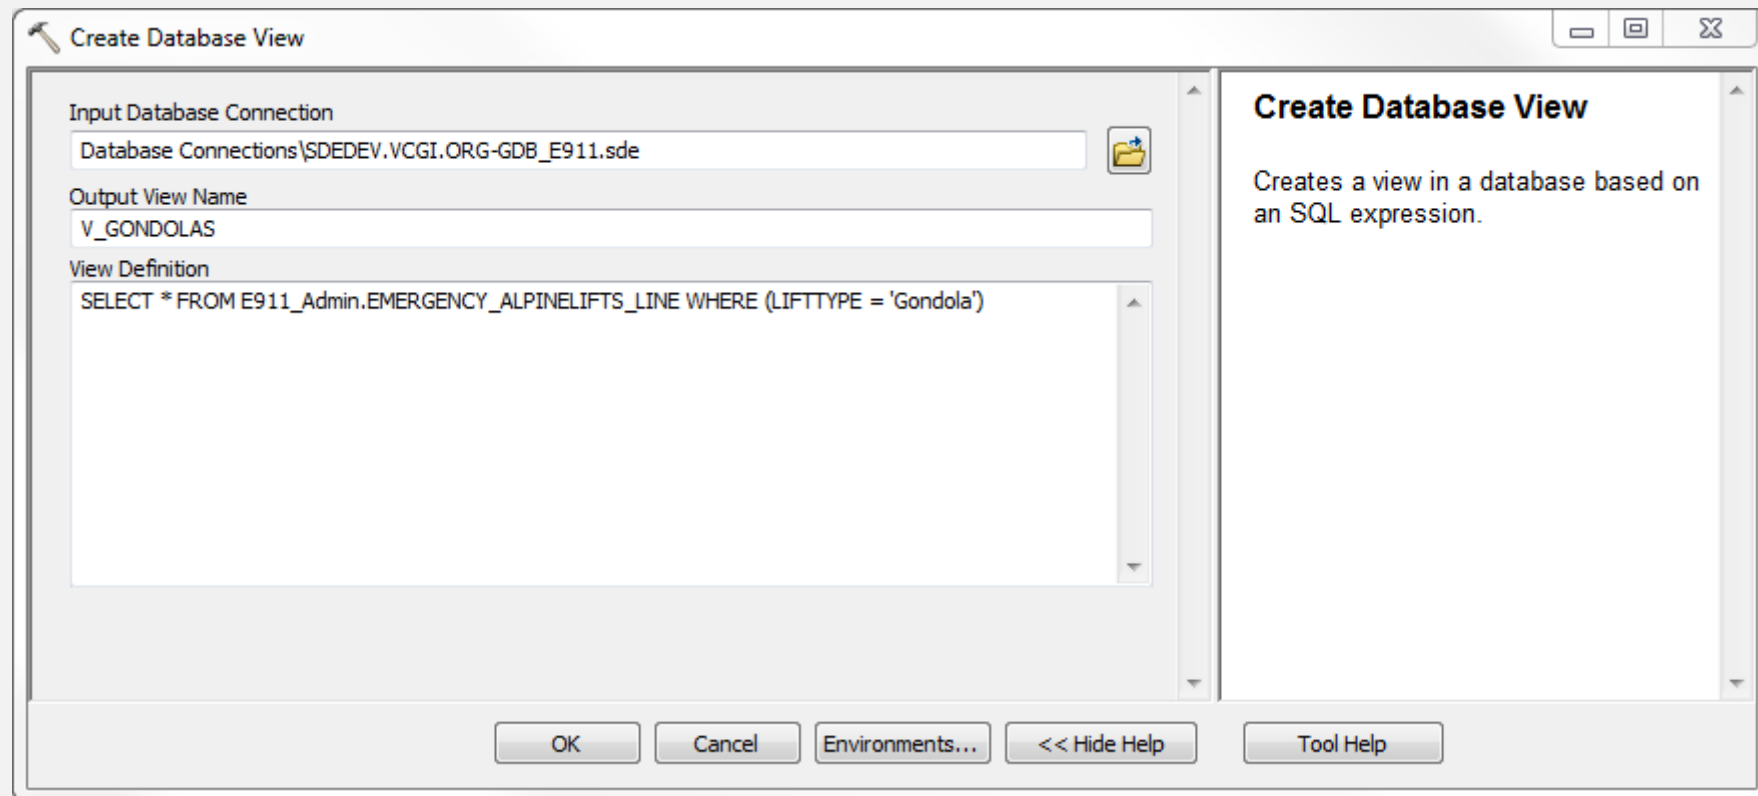 Create Database View
Input Database Connection
Database Connections\SDEDEV.VCGI.ORG-GDB_E911.sde
Output View Name
V_GONDOLAS
View Definition
SELECT * FROM E911_Admin.EMERGENCY_ALPINELIFTS_LINE WHERE (LIFTTYPE = 'Gondola')
Create Database View
Creates a view in a database based on
an SQL expression.
OK
Cancel
Environments...
<< Hide Help
Tool Help